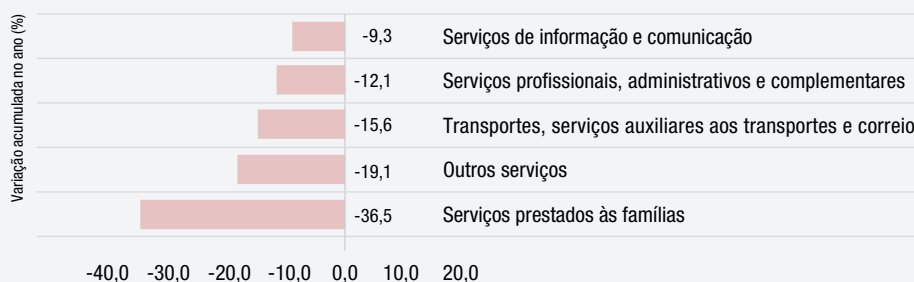 Variação acumulada no ano (%)
-9,3 Serviços de informação e comunicação
-12,1 Serviços profissionais, administrativos e complementares
-15,6 Transportes, serviços auxiliares aos transportes e correio
-19,1 Outros serviços
-36,5 Serviços prestados às famílias
-40,0 -30,0 -20,0 -10,0 0,0 10,0 20,0